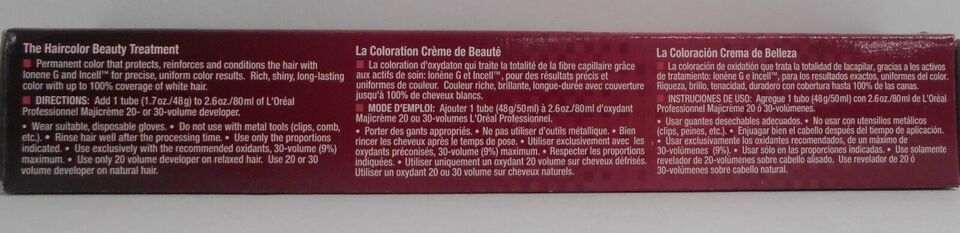 The Haircolor Beauty Treatment
■ Permanent color that protects, reinforces and conditions the hair with
Ionene G and Incell™ for precise, uniform color results. Rich, shiny, long-lasting
color with up to 100% coverage of white hair.
■ DIRECTIONS: Add 1 tube (1.7oz./48g) to 2.6oz./80ml of L'Oréal
Professionnel Majicrème 20- or 30-volume developer.
• Wear suitable, disposable gloves. • Do not use with metal tools (clips, comb,
etc.). • Rinse hair well after the processing time. • Use only the proportions
indicated. • Use exclusively with the recommended oxidants, 30-volume (9%)
maximum. • Use only 20 volume developer on relaxed hair. Use 20 or 30
volume developer on natural hair.
La Coloration Crème de Beauté
■ La coloration d'oxydaton qui traite la totalité de la fibre capillaire grâce
aux actifs de soin: Ionène G et Incell™, pour des résultats précis et
uniformes de couleur. Couleur riche, brillante, longue-durée avec couverture
jusqu'à 100% de cheveux blancs.
■ MODE D'EMPLOI: Ajouter 1 tube (48g/50ml) à 2.6oz./80ml d'oxydant
Majicrème 20 ou 30-volumes L'Oréal Professionnel.
• Porter des gants appropriés. • Ne pas utiliser d'outils métallique. • Bien
rincer les cheveux après le temps de pose. • Utiliser exclusivement avec les
oxydants préconisés, 30-volume (9%) maximum. • Respecter les proportions
indiquées. • Utiliser uniquement un oxydant 20 volume sur cheveux défrisés.
Utiliser un oxydant 20 ou 30 volume sur cheveux naturels.
La Coloración Crema de Belleza
■ La coloración de oxidatión que trata la totalidad de lacapilar, gracias a los activos
de tratamiento: Ionène G e Incell™, para los resultados exactos, uniformes del color.
Riqueza, brillo, tenacidad, duradero con cobertura hasta 100% de las canas.
■ INSTRUCIONES DE USO: Agregue 1 tubo (48g/50ml) con 2.6oz./80ml de L'Oréal
Professionnel Majicrème 20 ó 30-volúmenes.
• Usar guantes desechables adecuados. • No usar con utensilios metálicos
(clips, peines, etc.). • Enjuagar bien el cabello después del tiempo de aplicación.
• Usar exclusivamente los oxidantes recomendados, de un máximo de
30-volúmenes (9%). • Usar sólo en las proporciones indicadas. • Use solamente
revelador de 20-volúmenes sobre cabello alisado. Use revelador de 20 ó
30-volúmenes sobre cabello natural.